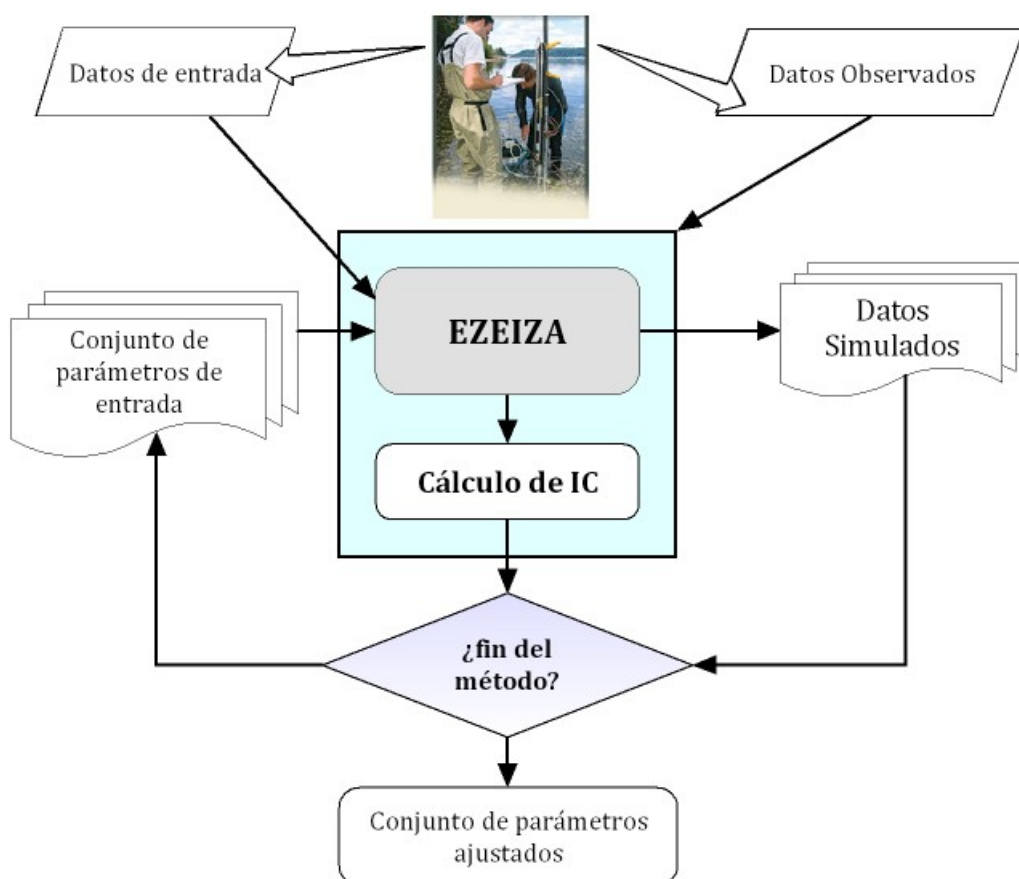 Datos de entrada
Datos Observados
EZEIZA
Conjunto de
parámetros de
entrada
Datos
Simulados
Cálculo de IC
¿fin del
método?
Conjunto de parámetros
ajustados